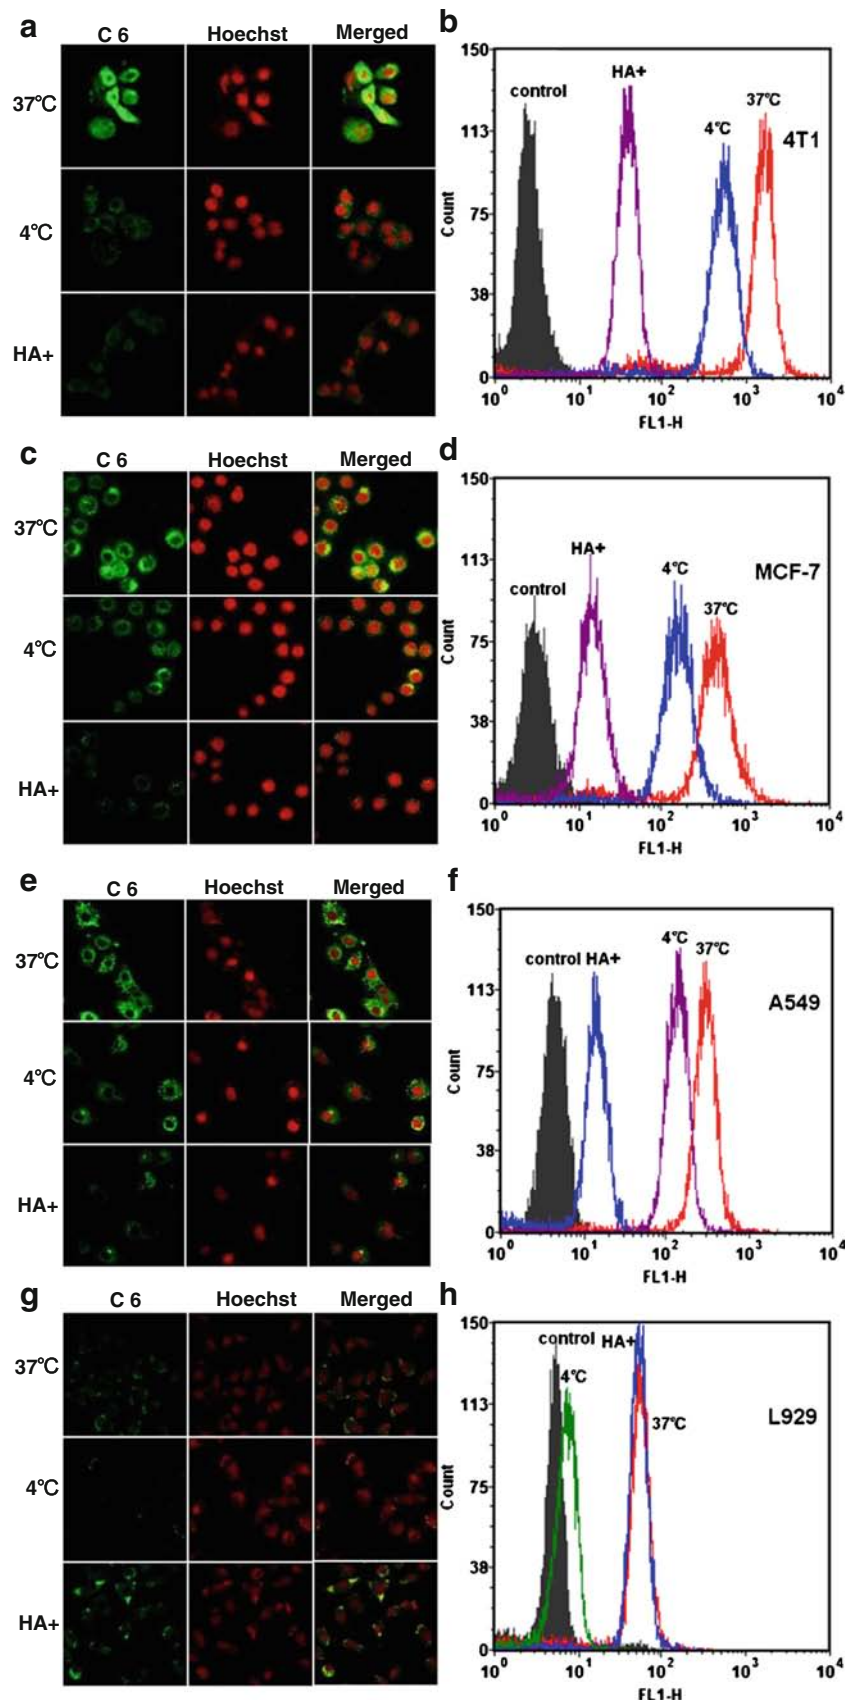 a
C 6 Hoechst Merged
37℃
4℃
HA+
b
150
113
75
38
0
Count
control
HA+
4℃
37℃
4T1
10⁰ 10¹ 10² 10³ 10⁴
FL1-H
c
C 6 Hoechst Merged
37℃
4℃
HA+
d
150
113
75
38
0
Count
control
HA+
4℃
37℃
MCF-7
10⁰ 10¹ 10² 10³ 10⁴
FL1-H
e
C 6 Hoechst Merged
37℃
4℃
HA+
f
150
113
75
38
0
Count
control HA+
4℃
37℃
A549
10⁰ 10¹ 10² 10³ 10⁴
FL1-H
g
C 6 Hoechst Merged
37℃
4℃
HA+
h
150
113
75
38
0
Count
control HA+
4℃
37℃
L929
10⁰ 10¹ 10² 10³ 10⁴
FL1-H